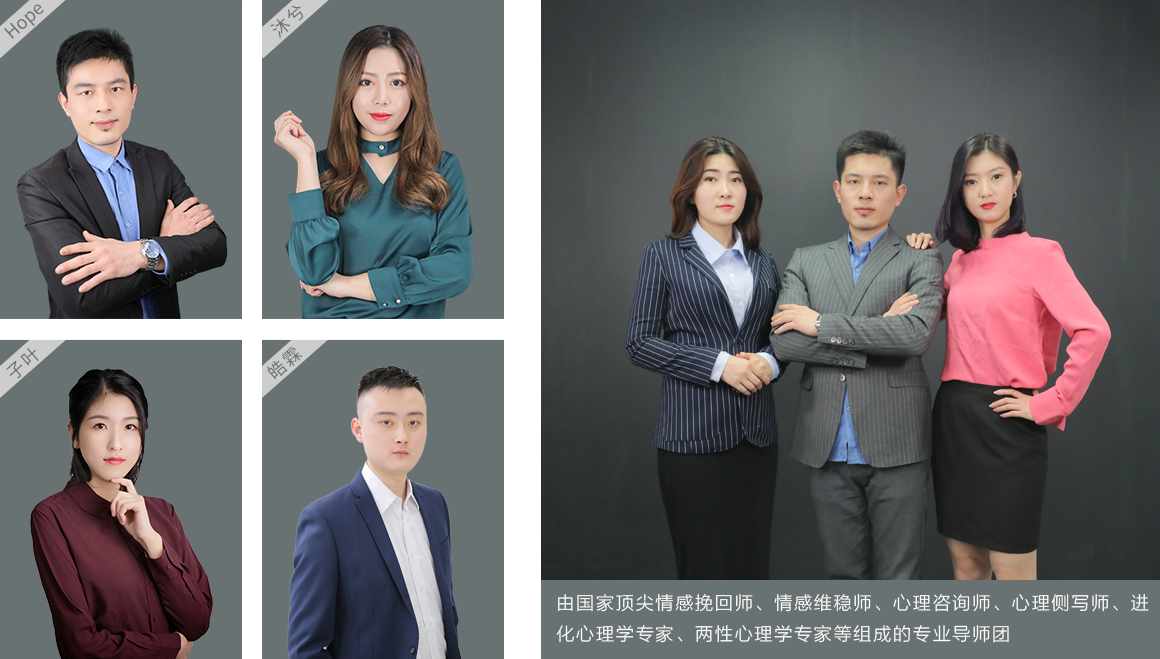 Hope
沐兮
子叶
皓霖
由国家顶尖情感挽回师、情感维稳师、心理咨询师、心理侧写师、进
化心理学专家、两性心理学专家等组成的专业导师团